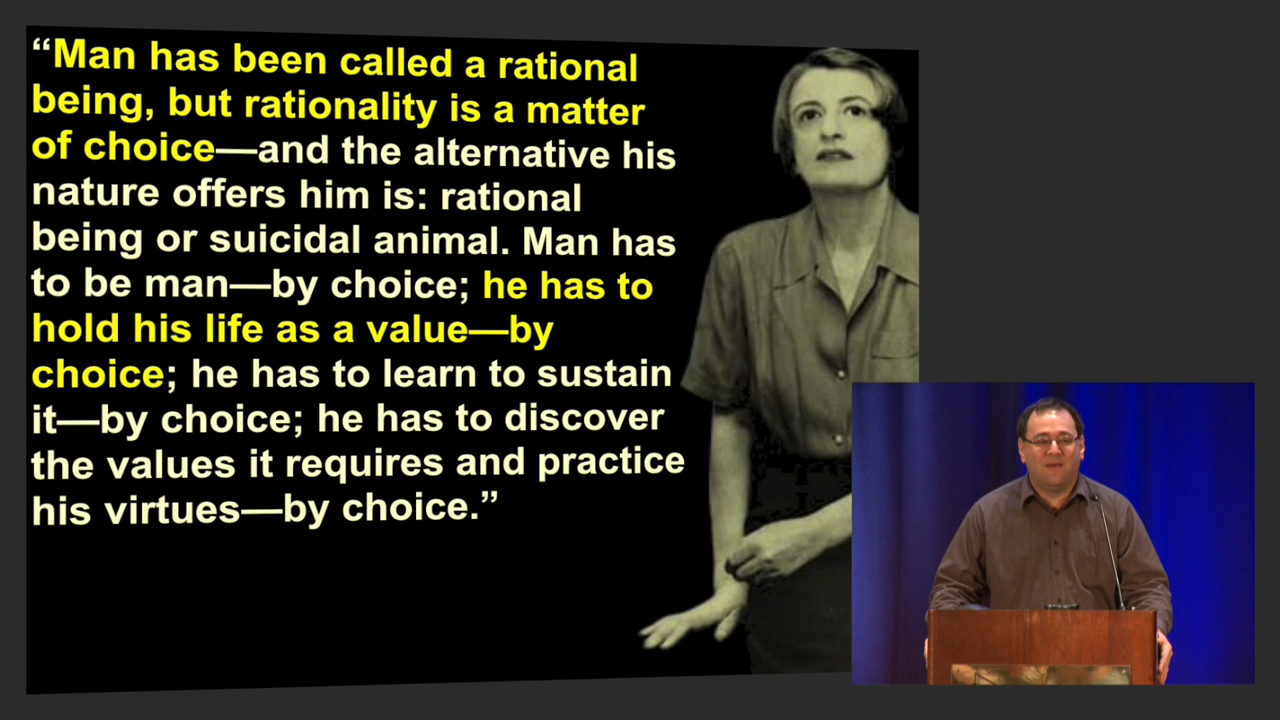 “Man has been called a rational
being, but rationality is a matter
of choice—and the alternative his
nature offers him is: rational
being or suicidal animal. Man has
to be man—by choice; he has to
hold his life as a value—by
choice; he has to learn to sustain
it—by choice; he has to discover
the values it requires and practice
his virtues—by choice.”